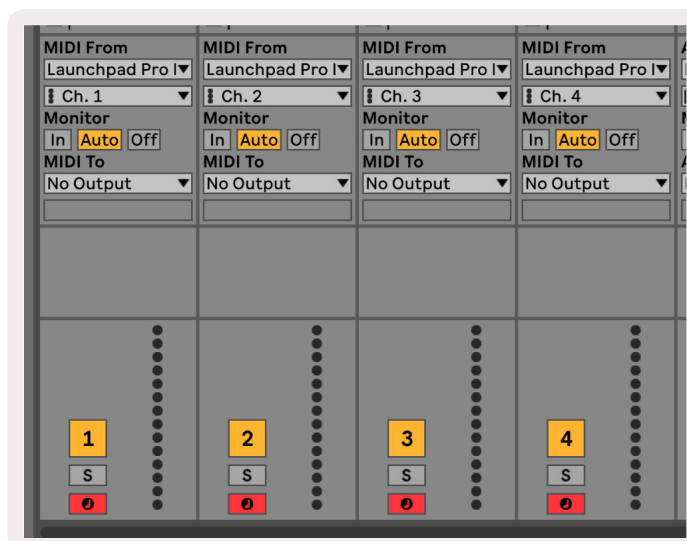 MIDI From MIDI From MIDI From MIDI From
Launchpad Pro Launchpad Pro Launchpad Pro Launchpad Pro
Ch. 1 Ch. 2 Ch. 3 Ch. 4
Monitor Monitor Monitor Monitor
In Auto Off In Auto Off In Auto Off In Auto Off
MIDI To MIDI To MIDI To MIDI To
No Output No Output No Output No Output
1 2 3 4
S S S S